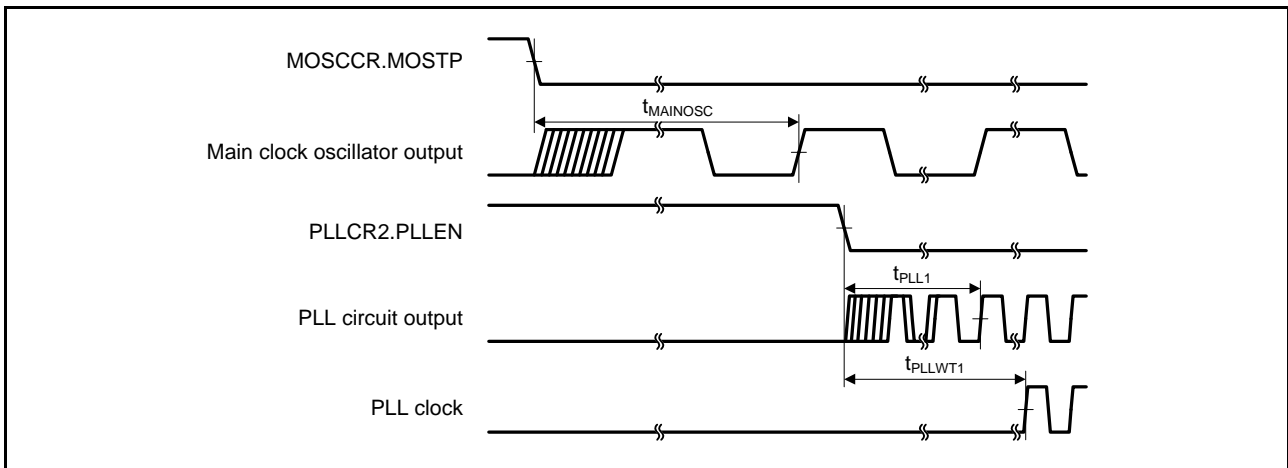 MOSCCR.MOSTP
tMAINOSC
Main clock oscillator output
PLLCR2.PLLEN
tPLL1
PLL circuit output
tPLLWT1
PLL clock